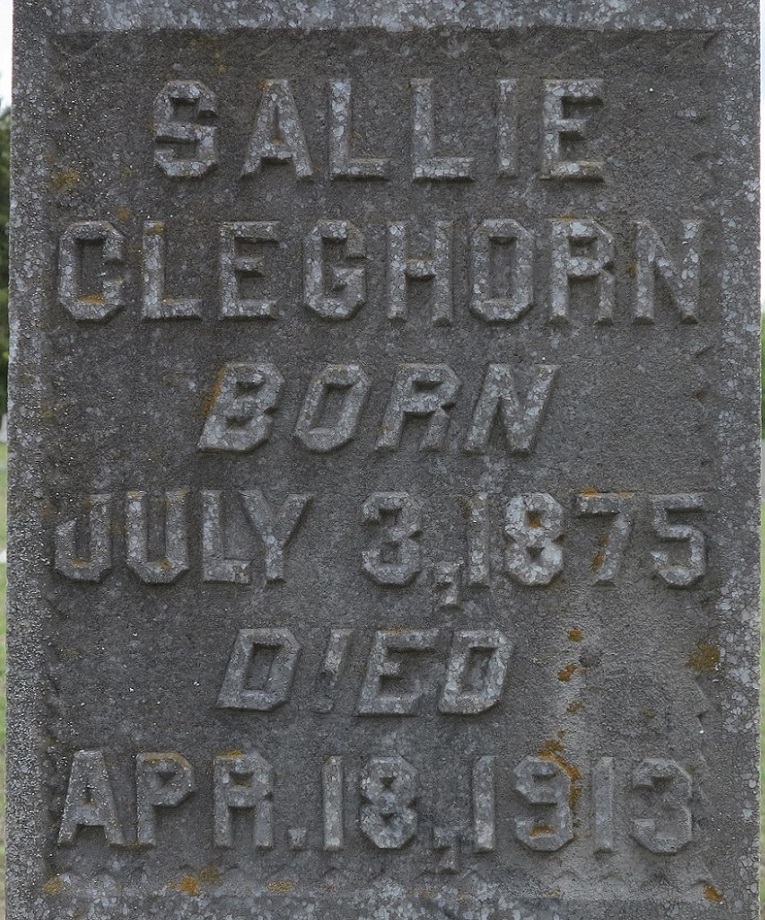 SALLIE
CLEGHORN
BORN
JULY 3, 1875
DIED
APR. 18, 1913